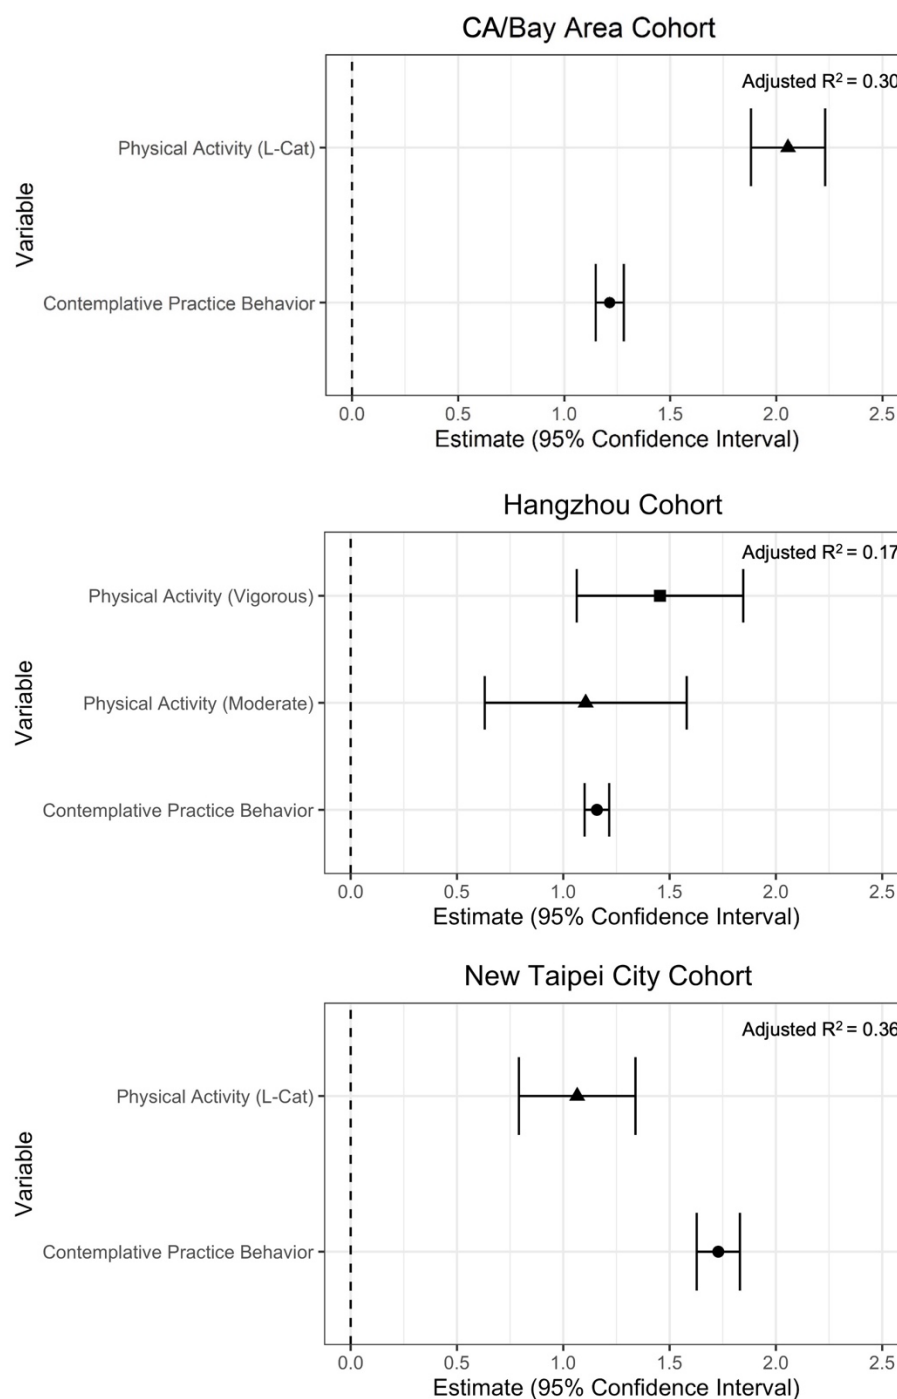 CA/Bay Area Cohort
Adjusted R² = 0.30
Physical Activity (L-Cat)
Variable
Contemplative Practice Behavior
0.0 0.5 1.0 1.5 2.0 2.5
Estimate (95% Confidence Interval)
Hangzhou Cohort
Adjusted R² = 0.17
Physical Activity (Vigorous)
Physical Activity (Moderate)
Variable
Contemplative Practice Behavior
0.0 0.5 1.0 1.5 2.0 2.5
Estimate (95% Confidence Interval)
New Taipei City Cohort
Adjusted R² = 0.36
Physical Activity (L-Cat)
Variable
Contemplative Practice Behavior
0.0 0.5 1.0 1.5 2.0 2.5
Estimate (95% Confidence Interval)